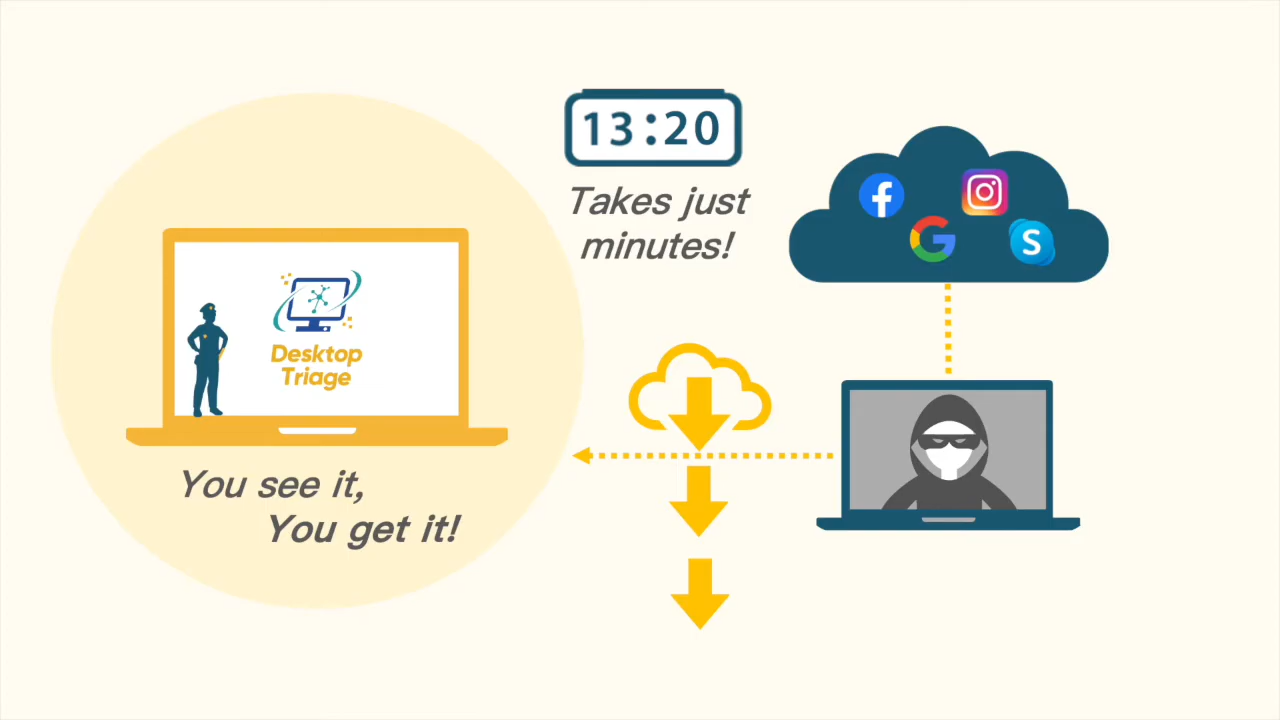 13:20
Takes just
minutes!
Desktop
Triage
You see it,
You get it!
f
G
S